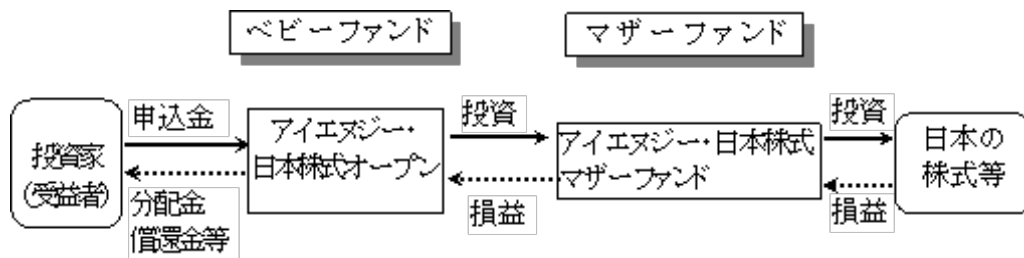 ベビーファンド
マザーファンド
投資家
(受益者)
申込金
分配金
償還金等
アイエヌジー・
日本株式オープン
投資
損益
アイエヌジー・日本株式
マザーファンド
投資
損益
日本の
株式等